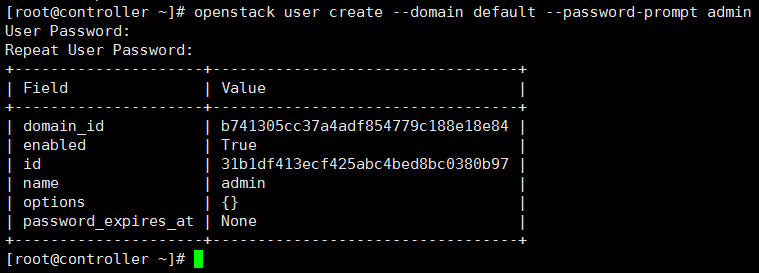 [root@controller ~]# openstack user create --domain default --password-prompt admin
User Password:
Repeat User Password:
+---------------------+----------------------------------+
| Field               | Value                            |
+---------------------+----------------------------------+
| domain_id           | b741305cc37a4adf854779c188e18e84 |
| enabled             | True                             |
| id                  | 31b1df413ecf425abc4bed8bc0380b97 |
| name                | admin                            |
| options             | {}                               |
| password_expires_at | None                             |
+---------------------+----------------------------------+
[root@controller ~]#